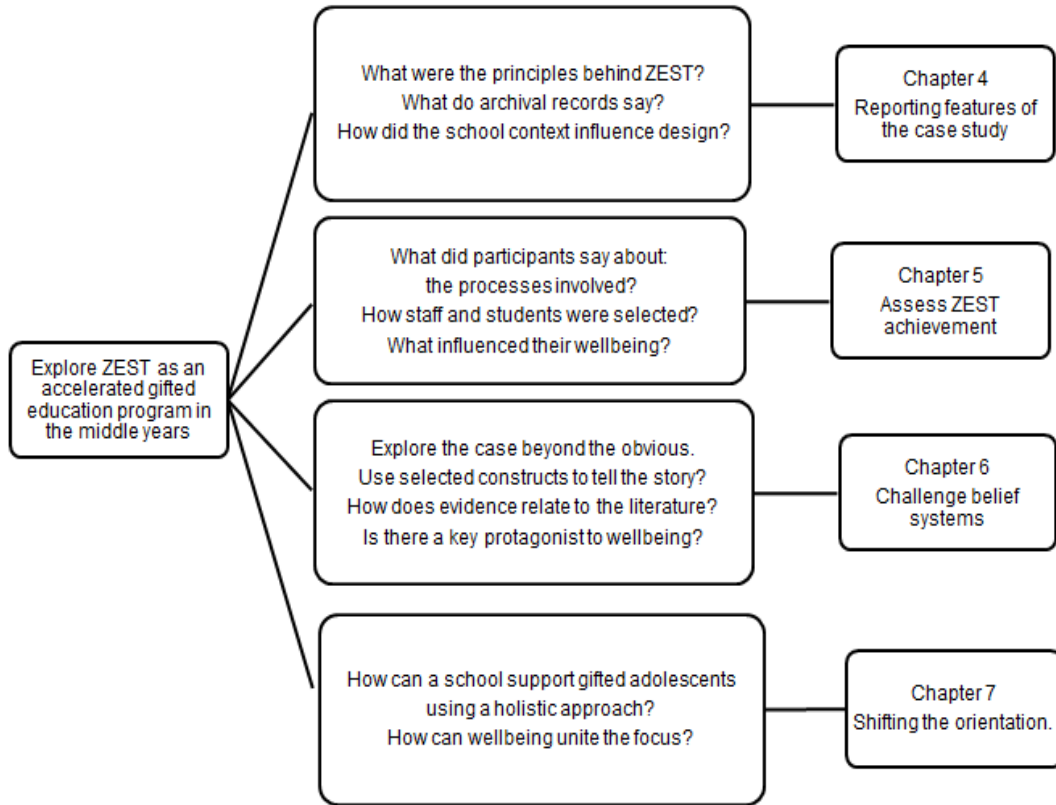 Explore ZEST as an
accelerated gifted
education program in
the middle years
What were the principles behind ZEST?
What do archival records say?
How did the school context influence design?
Chapter 4
Reporting features of
the case study
What did participants say about:
the processes involved?
How staff and students were selected?
What influenced their wellbeing?
Chapter 5
Assess ZEST
achievement
Explore the case beyond the obvious.
Use selected constructs to tell the story?
How does evidence relate to the literature?
Is there a key protagonist to wellbeing?
Chapter 6
Challenge belief
systems
How can a school support gifted adolescents
using a holistic approach?
How can wellbeing unite the focus?
Chapter 7
Shifting the orientation.